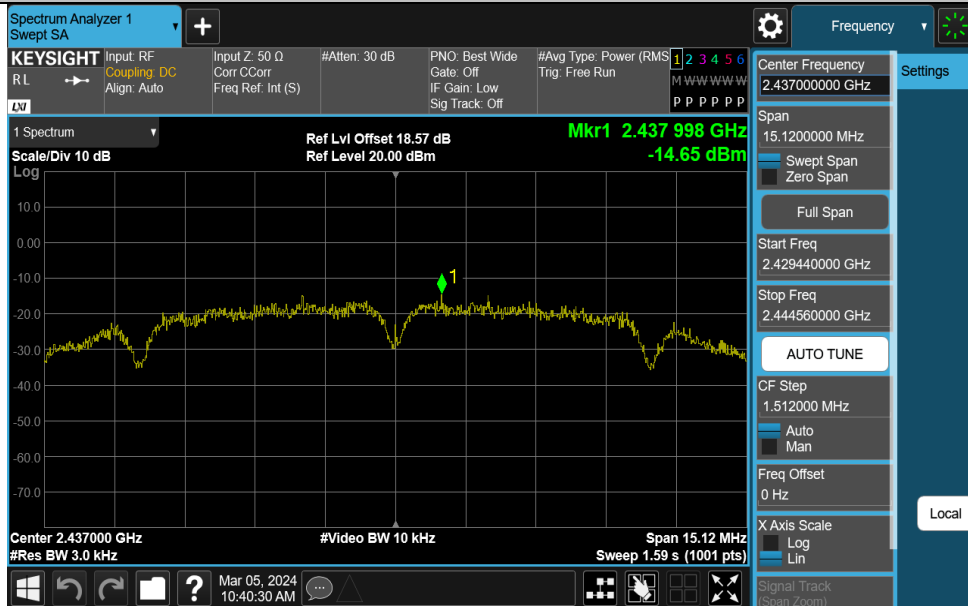 Spectrum Analyzer 1
Swept SA
+
Frequency
KEYSIGHT
R L
LXI
Input: RF
Coupling: DC
Align: Auto
Input Z: 50 Ω
Corr CCorr
Freq Ref: Int (S)
#Atten: 30 dB
PNO: Best Wide
Gate: Off
IF Gain: Low
Sig Track: Off
#Avg Type: Power (RMS
Trig: Free Run
1 2 3 4 5 6
M W W W W W
P P P P P P
1 Spectrum
Scale/Div 10 dB
Log
Ref Lvl Offset 18.57 dB
Ref Level 20.00 dBm
Mkr1 2.437 998 GHz
-14.65 dBm
10.0
0.00
-10.0
-20.0
-30.0
-40.0
-50.0
-60.0
-70.0
1
Center 2.437000 GHz
#Res BW 3.0 kHz
#Video BW 10 kHz
Span 15.12 MHz
Sweep 1.59 s (1001 pts)
Center Frequency
2.437000000 GHz
Settings
Span
15.1200000 MHz
Swept Span
Zero Span
Full Span
Start Freq
2.429440000 GHz
Stop Freq
2.444560000 GHz
AUTO TUNE
CF Step
1.512000 MHz
Auto
Man
Freq Offset
0 Hz
Local
X Axis Scale
Log
Lin
Signal Track
(Span Zoom)
?
Mar 05, 2024
10:40:30 AM